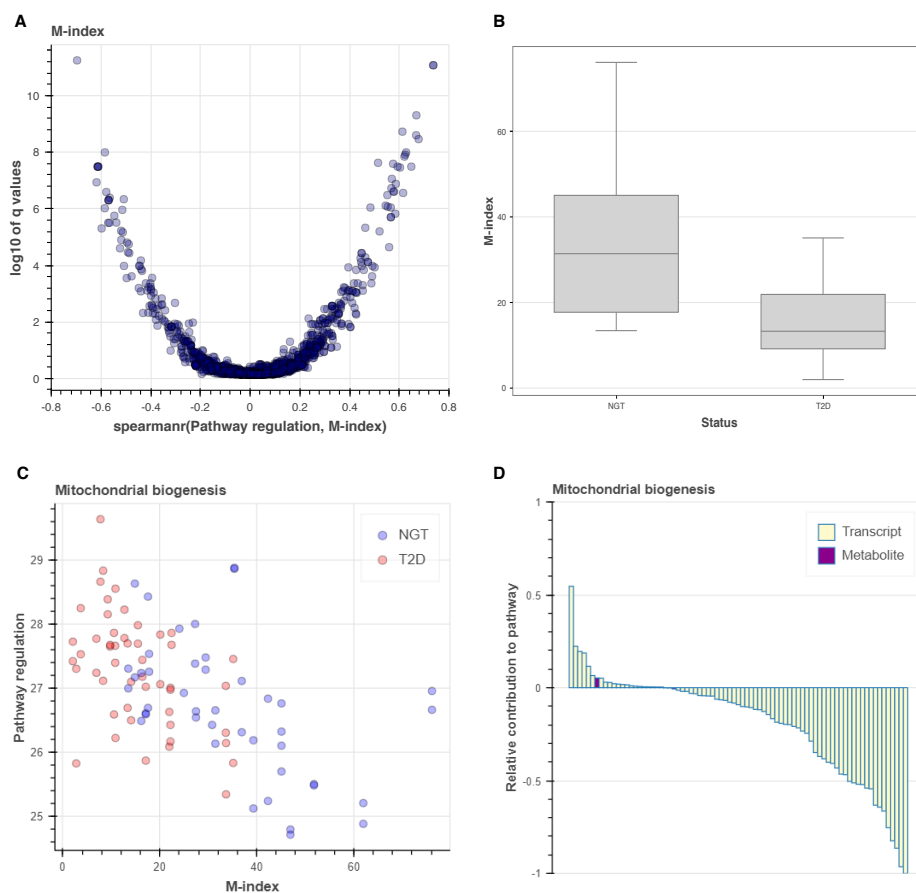 A
M-index
10
8
6
4
2
0
-0.8
-0.6
-0.4
-0.2
0
0.2
0.4
0.6
0.8
log10 of q values
spearmanr(Pathway regulation, M-index)
B
60
40
20
0
M-index
NGT
T2D
Status
C
Mitochondrial biogenesis
NGT
T2D
29
28
27
26
25
0
20
40
60
Pathway regulation
M-index
D
Mitochondrial biogenesis
Transcript
Metabolite
1
0.5
0
-0.5
-1
Relative contribution to pathway